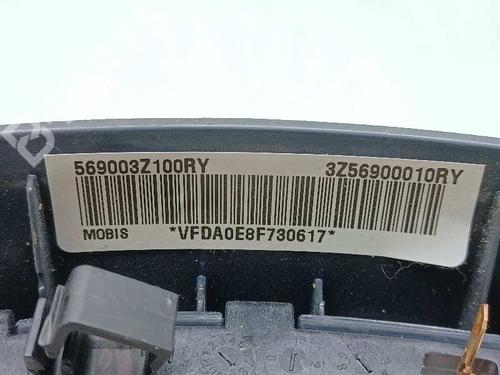 569003Z100RY 3Z56900010RY
MOBIS *VFDA0E8F730617*